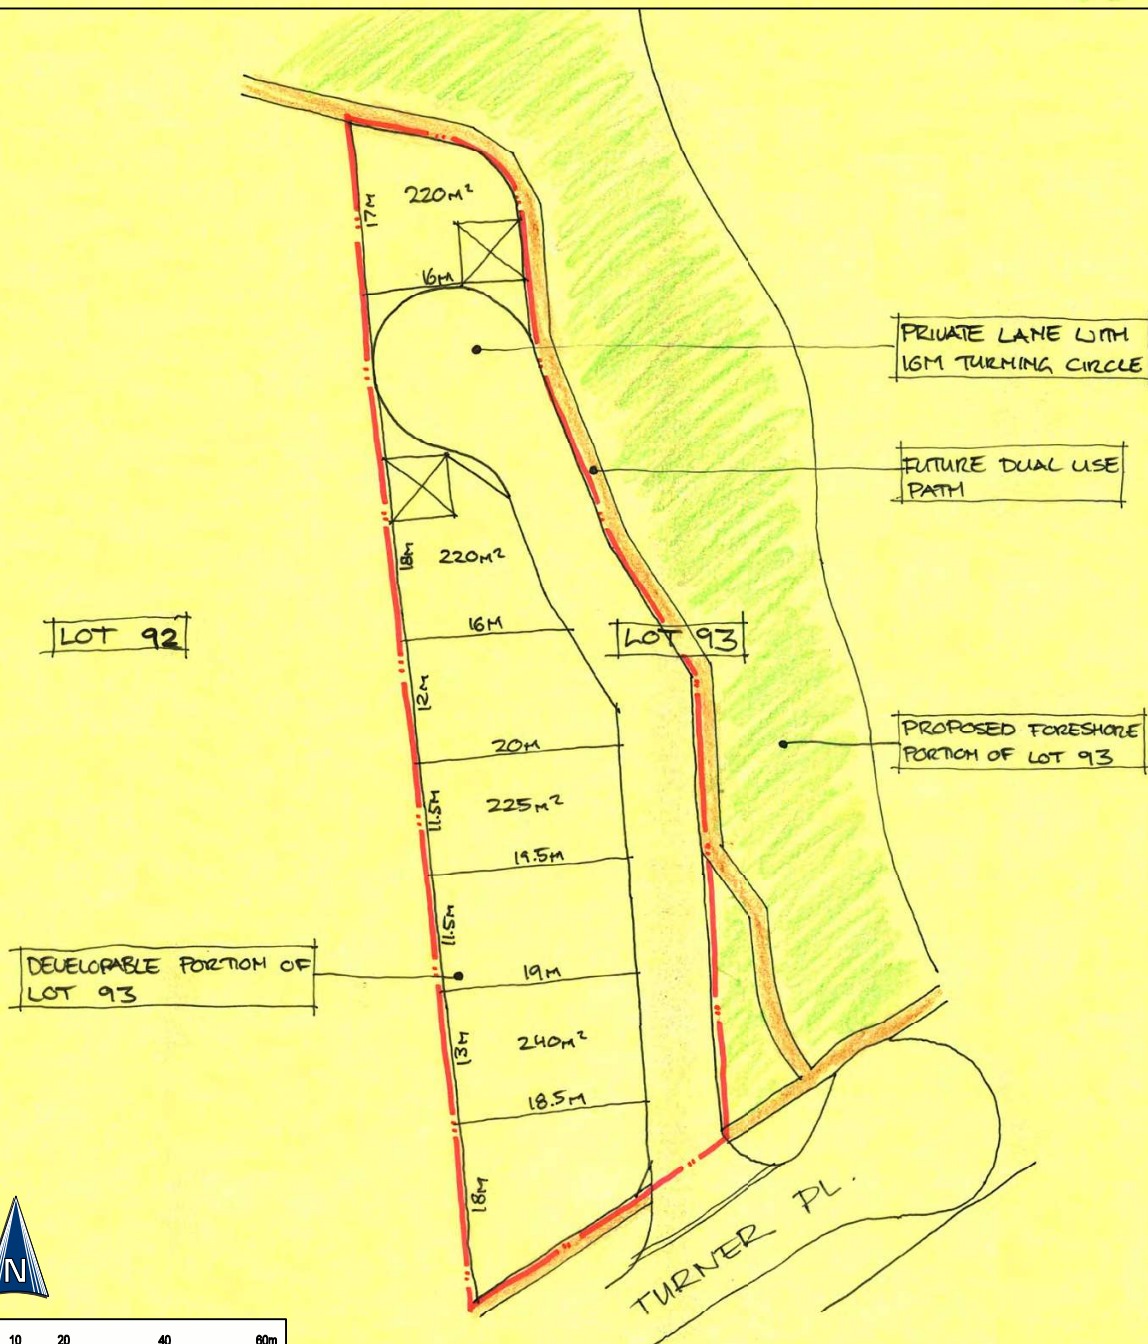 220M²
17M
16M
PRIVATE LANE WITH
16M TURNING CIRCLE
FUTURE DUAL USE
PATH
18M
220M²
LOT 92
16M
LOT 93
12M
20M
PROPOSED FORESHORE
PORTION OF LOT 93
11.5M
225M²
19.5M
11.5M
DEVELOPABLE PORTION OF
LOT 93
19M
13M
240M²
18.5M
18M
TURNER PL.
N
10 20 40 60m